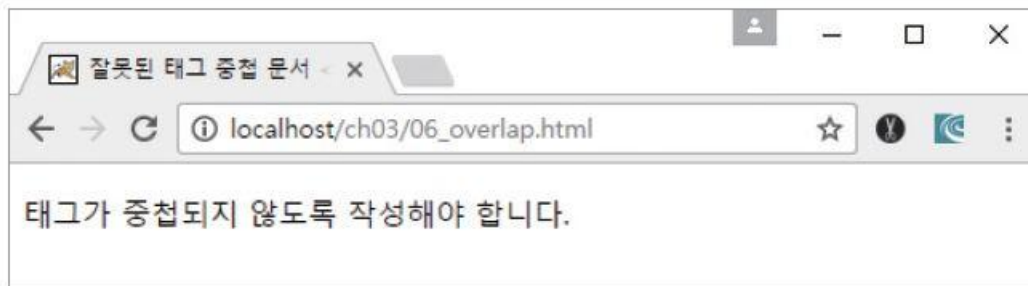 잘못된 태그 중첩 문서 <
localhost/ch03/06_overlap.html
태그가 중첩되지 않도록 작성해야 합니다.